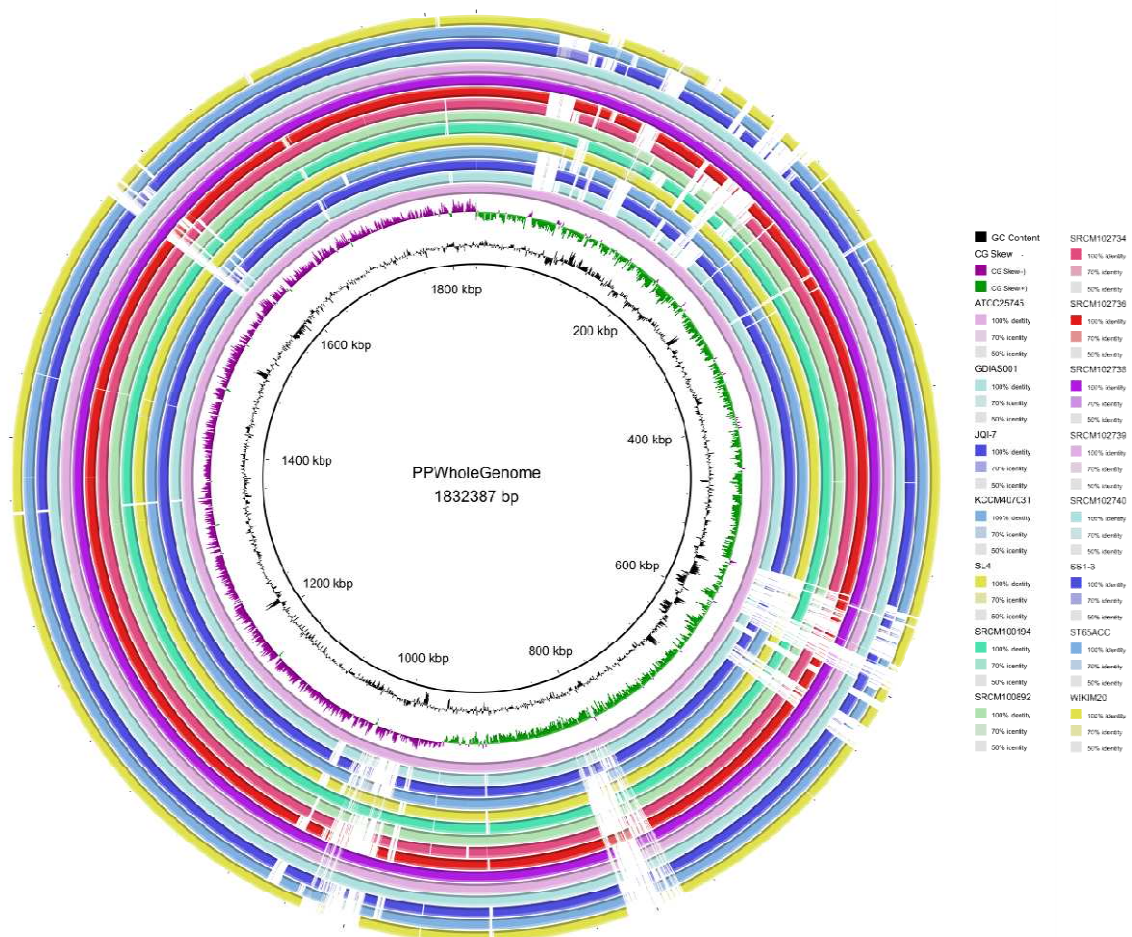 1800 kbp
200 kbp
1600 kbp
400 kbp
1400 kbp
PPWholeGenome
1832387 bp
600 kbp
1200 kbp
1000 kbp
800 kbp
GC Content
CG Skew -
CG Skew-)
CG Skew+)
ATCC25745
100% identity
70% identity
50% identity
GDIAS001
100% identity
70% identity
50% identity
JQI-7
100% identity
70% identity
50% identity
100% identity
70% identity
50% identity
100% identity
70% identity
50% identity
SRCM100194
100% identity
70% identity
50% identity
SRCM100892
100% identity
70% identity
50% identity
SRCM102734
100% identity
70% identity
50% identity
SRCM102736
100% identity
70% identity
50% identity
SRCM102738
100% identity
70% identity
50% identity
SRCM102739
100% identity
70% identity
50% identity
SRCM102740
100% identity
70% identity
50% identity
SS1-3
100% identity
70% identity
50% identity
ST65ACC
100% identity
70% identity
50% identity
WIKIM20
100% identity
70% identity
50% identity